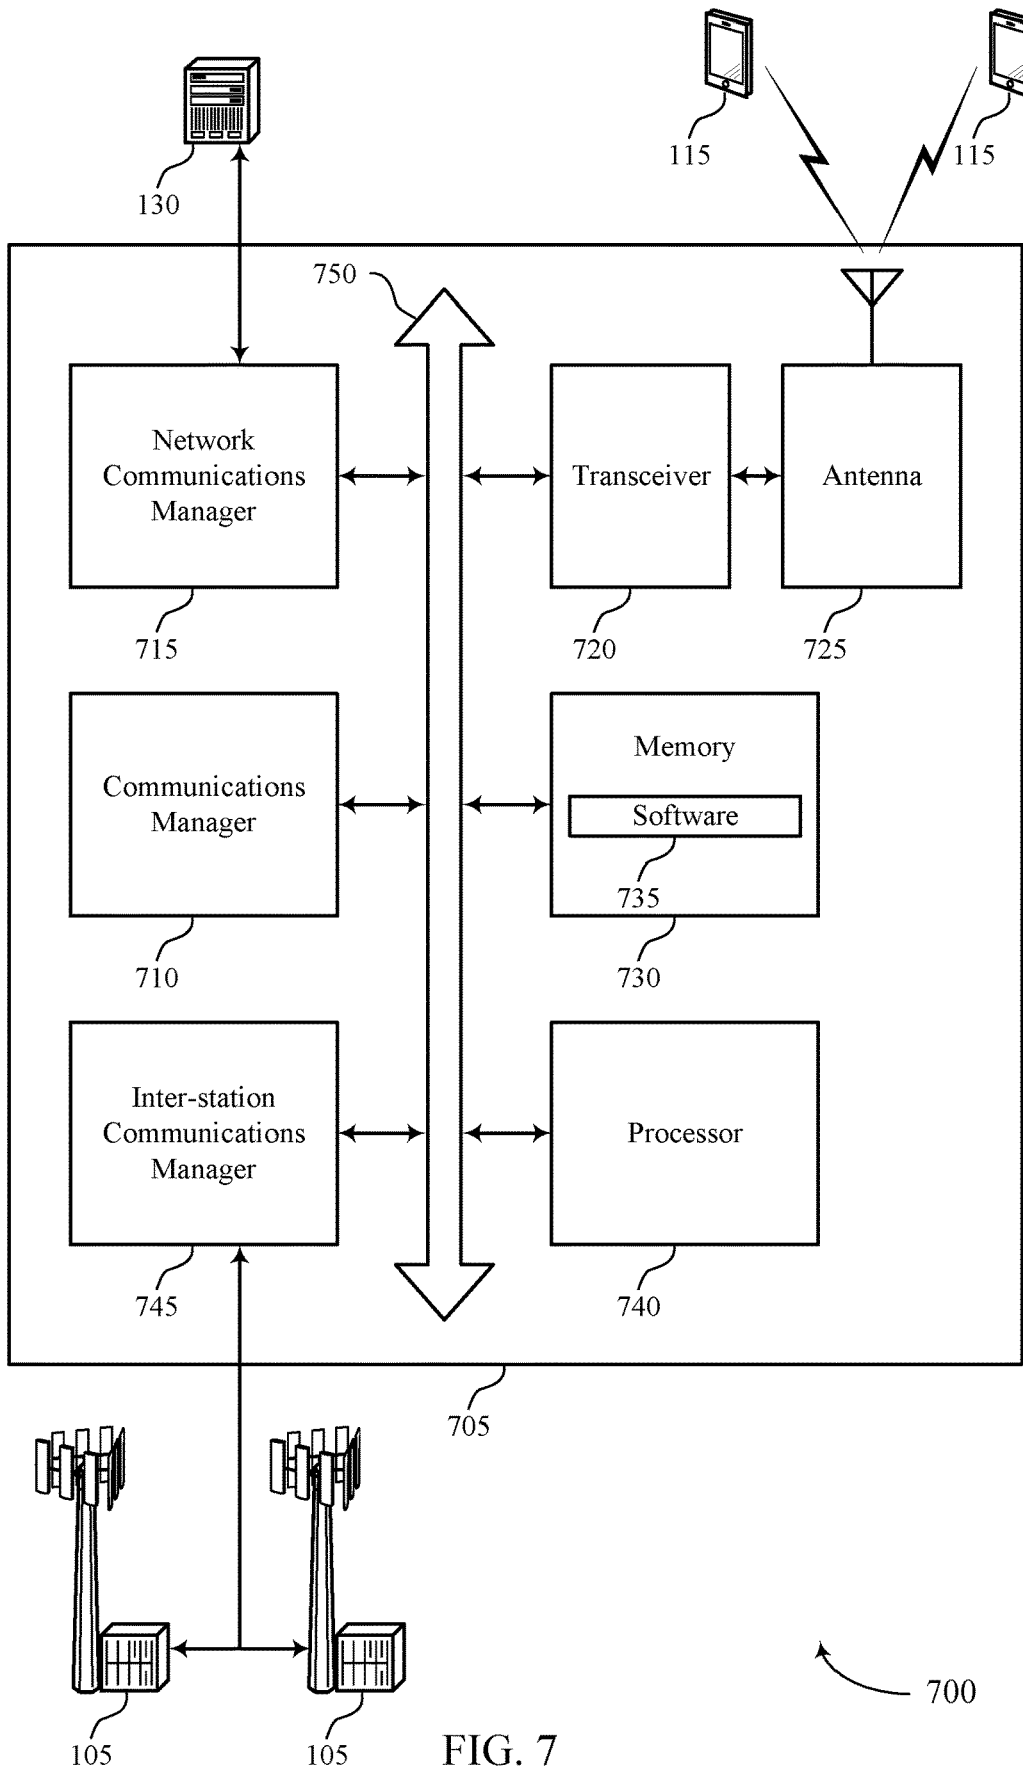 115
115
130
750
Network
Communications
Manager
Transceiver
Antenna
715
720
725
Communications
Manager
Memory
Software
735
710
730
Inter-station
Communications
Manager
Processor
745
740
705
700
105
105
FIG. 7